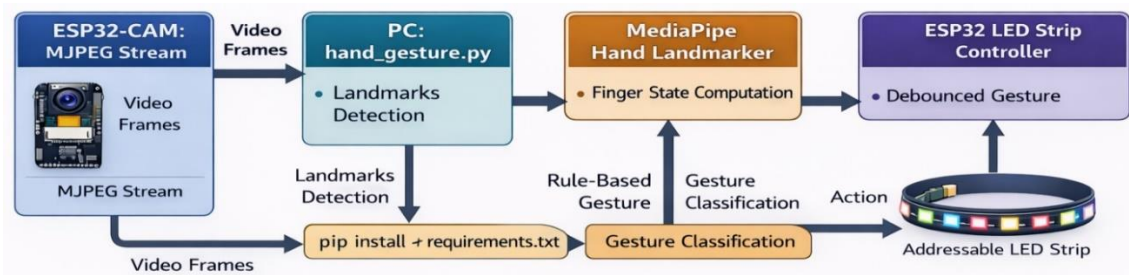 ESP32-CAM:
MJPEG Stream
Video
Frames
MJPEG Stream
Video
Frames
PC:
hand_gesture.py
• Landmarks
Detection
MediaPipe
Hand Landmarker
• Finger State Computation
ESP32 LED Strip
Controller
• Debounced Gesture
Landmarks
Detection
Rule-Based
Gesture
Gesture
Classification
Action
Video Frames
pip install + requirements.txt
Gesture Classification
Addressable LED Strip